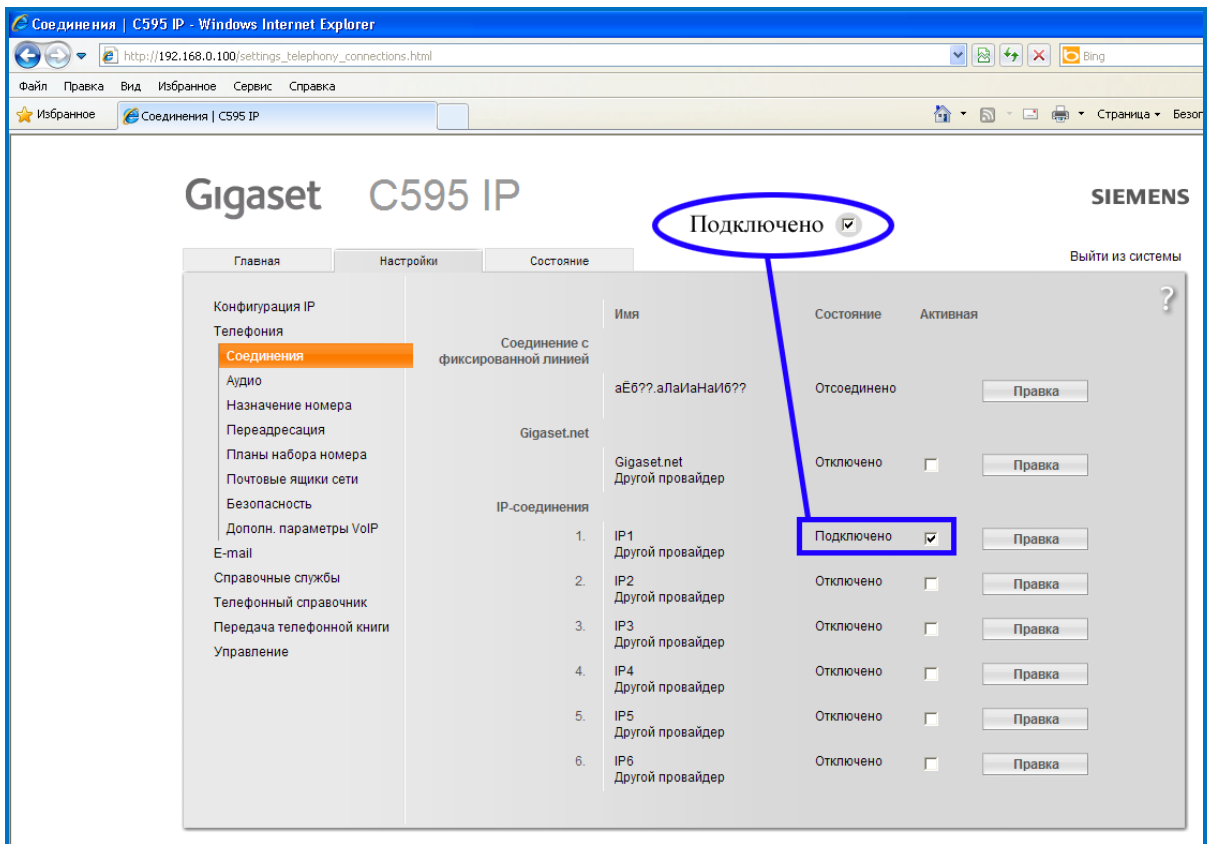 Соединения | C595 IP - Windows Internet Explorer
http://192.168.0.100/settings_telephony_connections.html
Bing
Файл Правка Вид Избранное Сервис Справка
Избранное Соединения | C595 IP Страница Безоп
Gigaset C595 IP
SIEMENS
Подключено
Главная Настройки Состояние Выйти из системы
?
Конфигурация IP
Телефония
Соединения
Аудио
Назначение номера
Переадресация
Планы набора номера
Почтовые ящики сети
Безопасность
Дополн. параметры VoIP
E-mail
Справочные службы
Телефонный справочник
Передача телефонной книги
Управление
Имя Состояние Активная
Соединение с
фиксированной линией
аЁб??.аЛаИаНаИб?? Отсоединено Правка
Gigaset.net
Gigaset.net Отключено Правка
Другой провайдер
IP-соединения
1. IP1 Подключено Правка
Другой провайдер
2. IP2 Отключено Правка
Другой провайдер
3. IP3 Отключено Правка
Другой провайдер
4. IP4 Отключено Правка
Другой провайдер
5. IP5 Отключено Правка
Другой провайдер
6. IP6 Отключено Правка
Другой провайдер